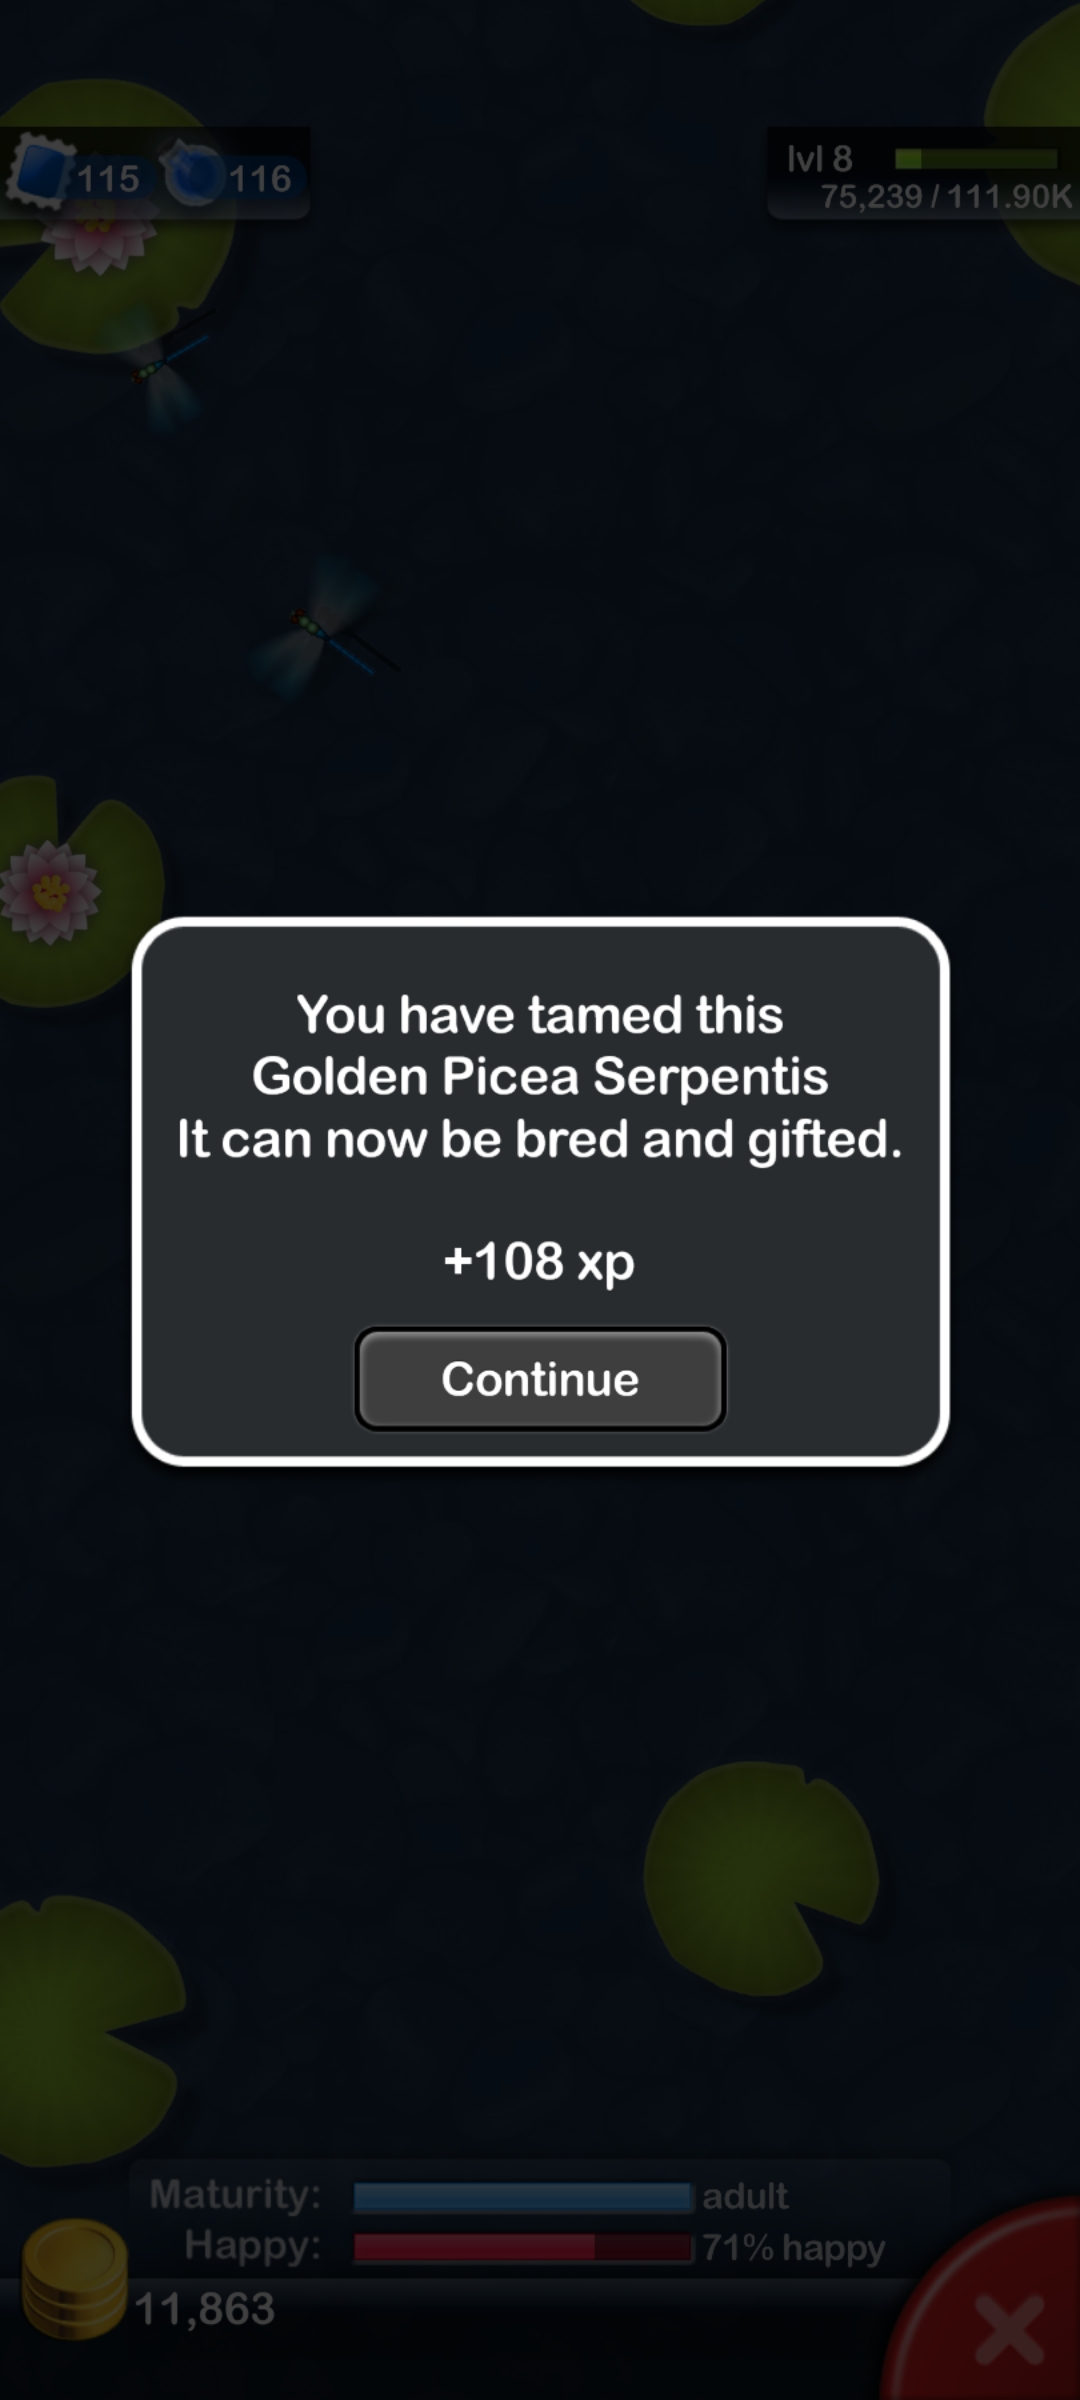 115 116
lvl 8
75,239 / 111.90K
You have tamed this
Golden Picea Serpentis
It can now be bred and gifted.
+108 xp
Continue
Maturity: adult
Happy: 71% happy
11,863